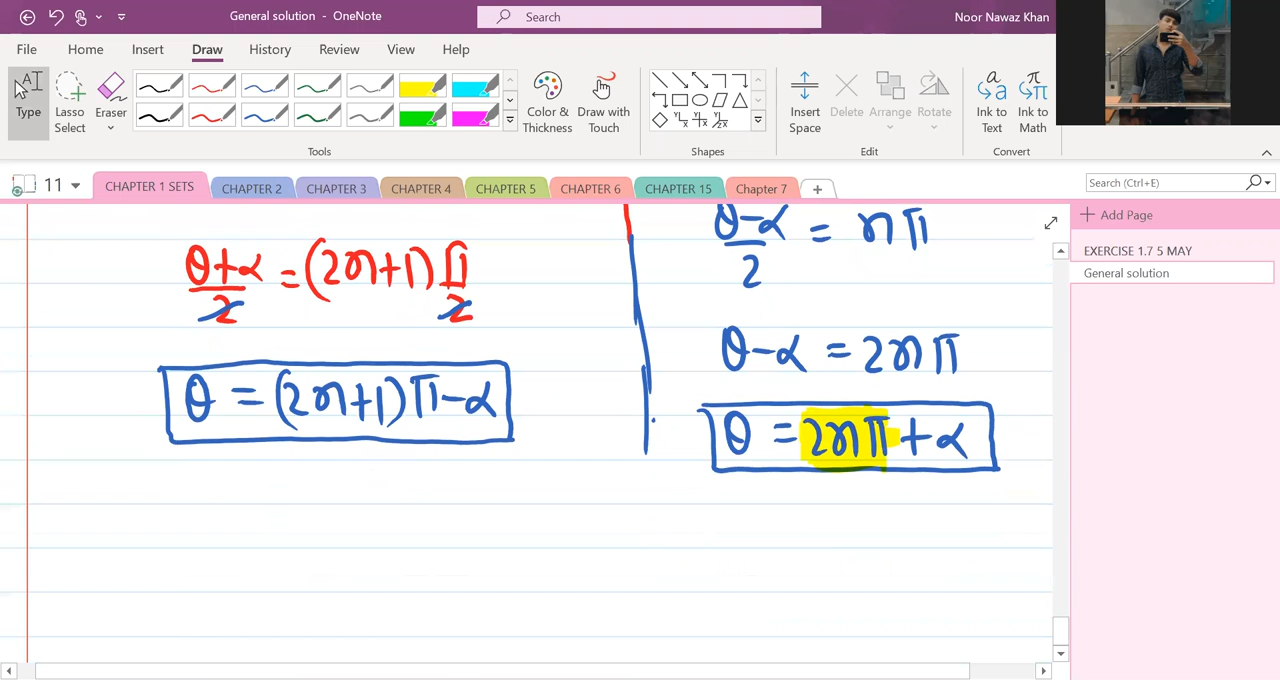 General solution - OneNote
Search
Noor Nawaz Khan
File Home Insert Draw History Review View Help
Type
Lasso Select
Eraser
Color & Thickness
Draw with Touch
Insert Space
Delete
Arrange
Rotate
Ink to Text
Ink to Math
Tools
Shapes
Edit
Convert
11
CHAPTER 1 SETS
CHAPTER 2
CHAPTER 3
CHAPTER 4
CHAPTER 5
CHAPTER 6
CHAPTER 15
Chapter 7
Search (Ctrl+E)
Add Page
EXERCISE 1.7 5 MAY
General solution
(θ+α)/2 = (2n+1) π/2
θ = (2n+1)π-α
(θ-α)/2 = nπ
θ-α = 2nπ
θ = 2nπ+α